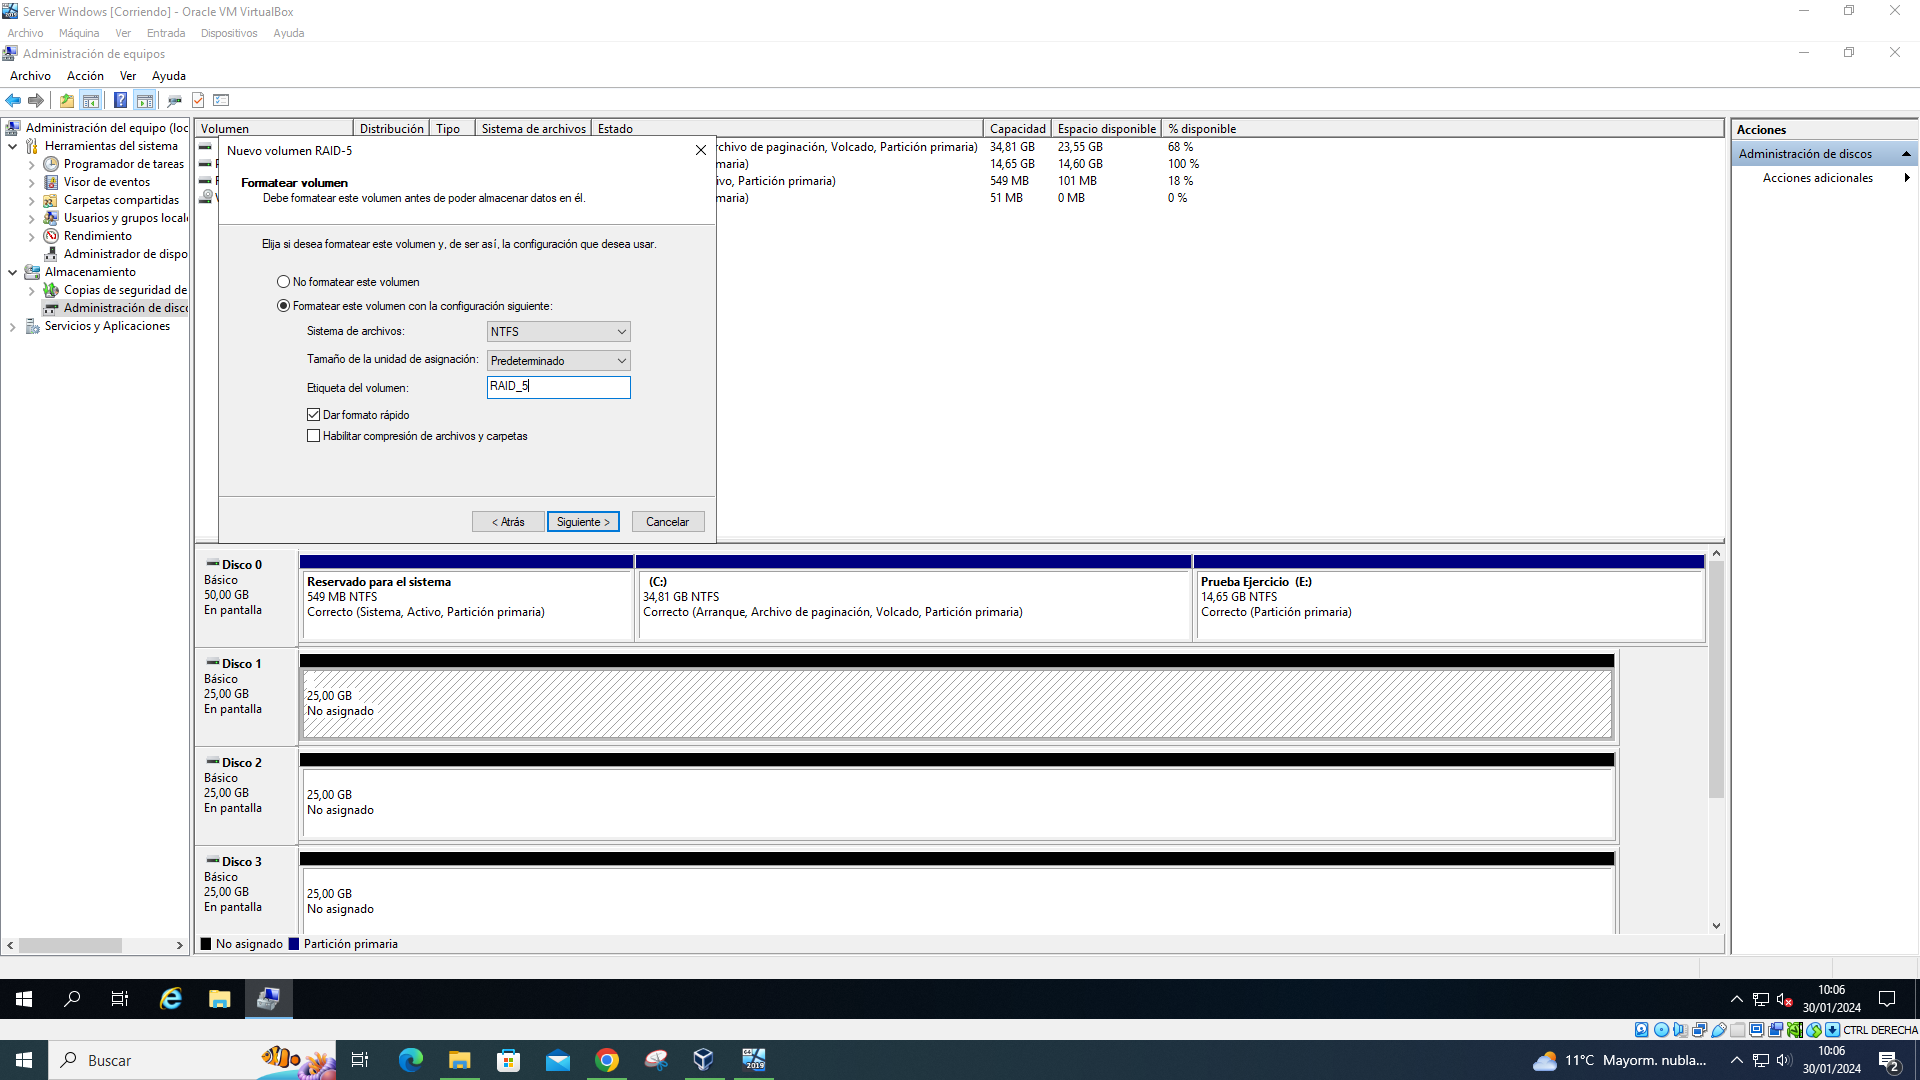 Server Windows [Corriendo] - Oracle VM VirtualBox
Archivo Máquina Ver Entrada Dispositivos Ayuda
Administración de equipos
Archivo Acción Ver Ayuda
Administración del equipo (loc
Herramientas del sistema
Programador de tareas
Visor de eventos
Carpetas compartidas
Usuarios y grupos local
Rendimiento
Administrador de dispo
Almacenamiento
Copias de seguridad de
Administración de disco
Servicios y Aplicaciones
Volumen Distribución Tipo Sistema de archivos Estado Capacidad Espacio disponible % disponible
rchivo de paginación, Volcado, Partición primaria) 34,81 GB 23,55 GB 68 %
maria) 14,65 GB 14,60 GB 100 %
ivo, Partición primaria) 549 MB 101 MB 18 %
maria) 51 MB 0 MB 0 %
Nuevo volumen RAID-5
Formatear volumen
Debe formatear este volumen antes de poder almacenar datos en él.
Elija si desea formatear este volumen y, de ser así, la configuración que desea usar.
No formatear este volumen
Formatear este volumen con la configuración siguiente:
Sistema de archivos: NTFS
Tamaño de la unidad de asignación: Predeterminado
Etiqueta del volumen: RAID_5
Dar formato rápido
Habilitar compresión de archivos y carpetas
< Atrás Siguiente > Cancelar
Acciones
Administración de discos
Acciones adicionales
Disco 0
Básico
50,00 GB
En pantalla
Reservado para el sistema
549 MB NTFS
Correcto (Sistema, Activo, Partición primaria)
(C:)
34,81 GB NTFS
Correcto (Arranque, Archivo de paginación, Volcado, Partición primaria)
Prueba Ejercicio (E:)
14,65 GB NTFS
Correcto (Partición primaria)
Disco 1
Básico
25,00 GB
En pantalla
25,00 GB
No asignado
Disco 2
Básico
25,00 GB
En pantalla
25,00 GB
No asignado
Disco 3
Básico
25,00 GB
En pantalla
25,00 GB
No asignado
No asignado Partición primaria
10:06
30/01/2024
CTRL DERECHA
Buscar
2019
11°C Mayorm. nubla...
10:06
30/01/2024
2